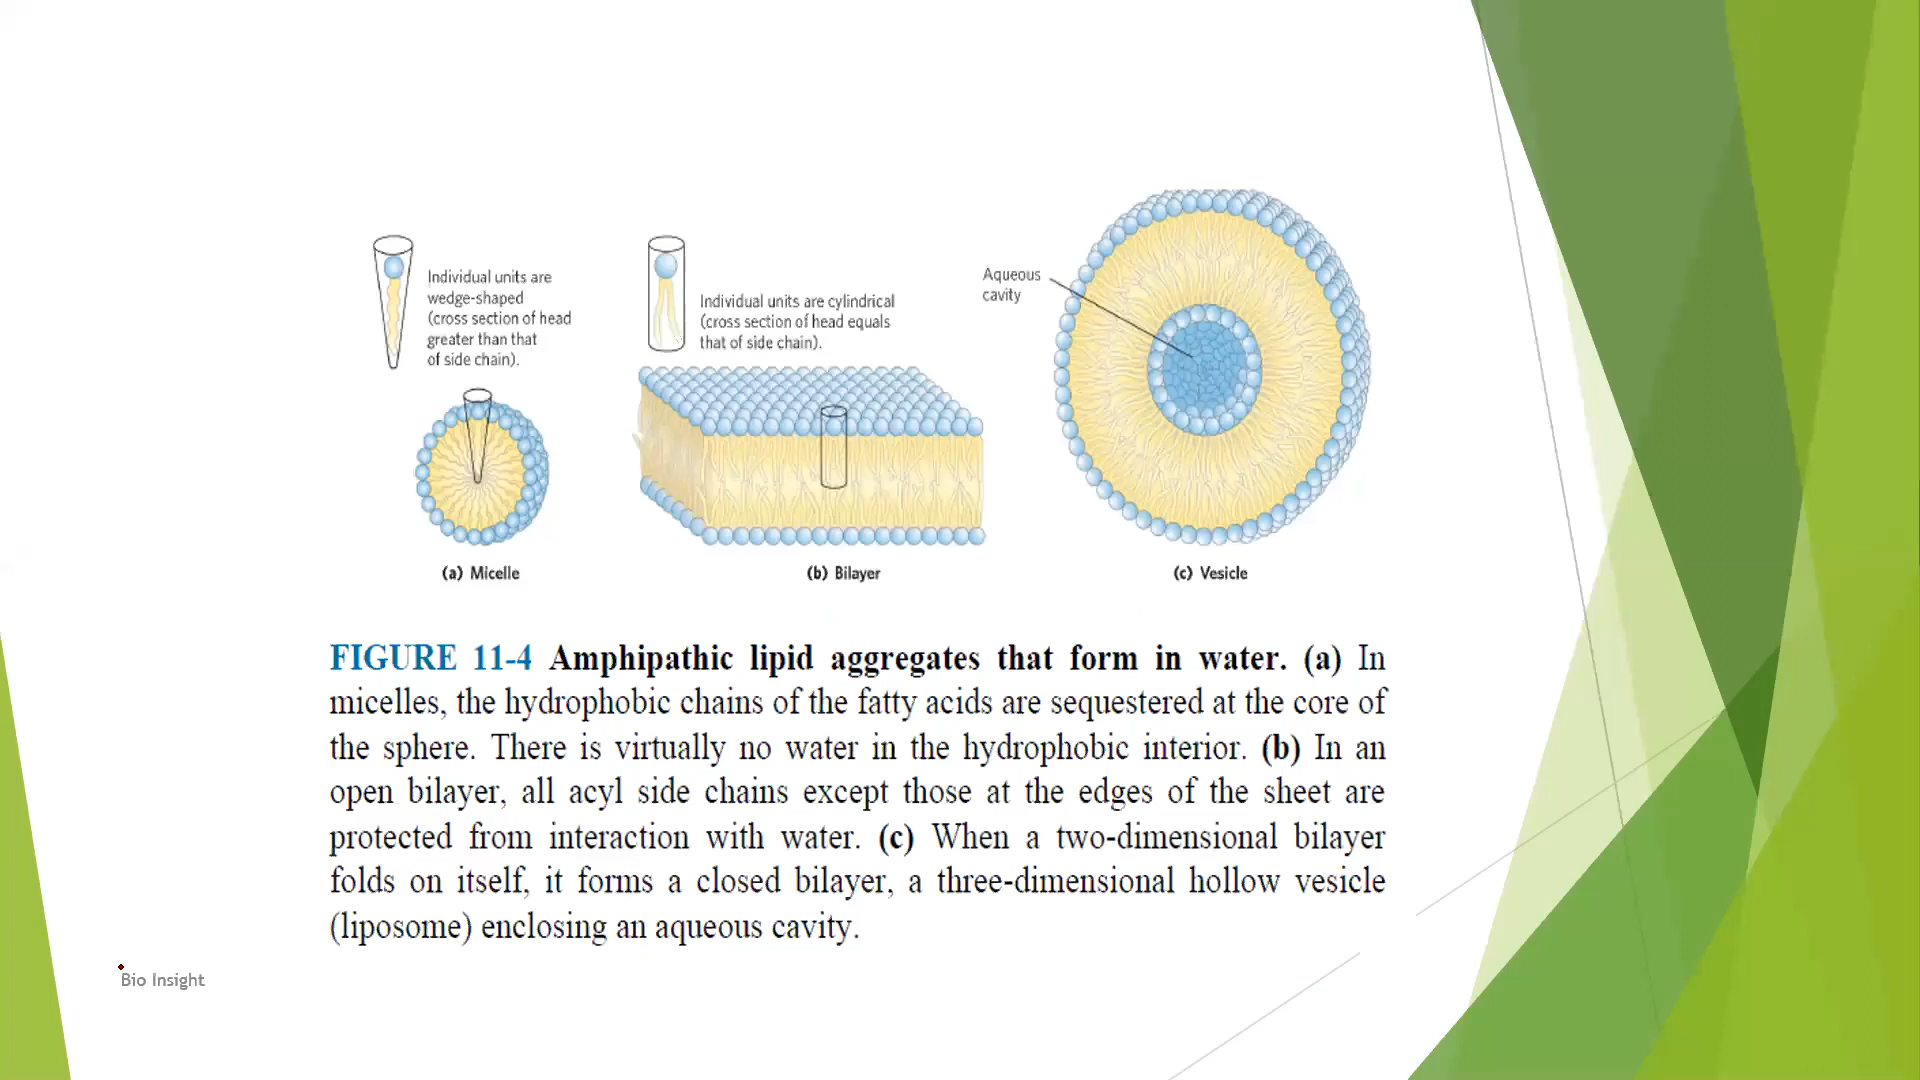 Individual units are
wedge-shaped
(cross section of head
greater than that
of side chain).
Individual units are cylindrical
(cross section of head equals
that of side chain).
Aqueous
cavity
(a) Micelle
(b) Bilayer
(c) Vesicle
FIGURE 11-4 Amphipathic lipid aggregates that form in water. (a) In
micelles, the hydrophobic chains of the fatty acids are sequestered at the core of
the sphere. There is virtually no water in the hydrophobic interior. (b) In an
open bilayer, all acyl side chains except those at the edges of the sheet are
protected from interaction with water. (c) When a two-dimensional bilayer
folds on itself, it forms a closed bilayer, a three-dimensional hollow vesicle
(liposome) enclosing an aqueous cavity.
Bio Insight